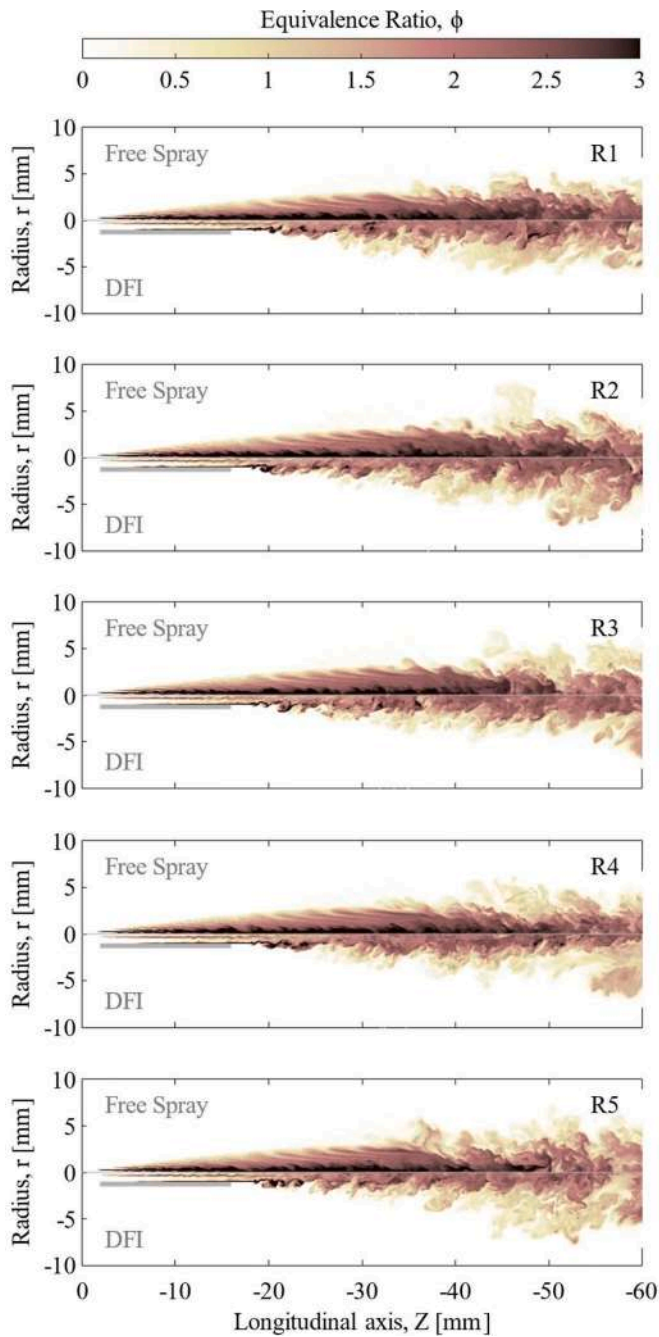 Equivalence Ratio, ϕ
0 0.5 1 1.5 2 2.5 3
10
Free Spray R1
5
0
-5
DFI
-10
Radius, r [mm]
10
Free Spray R2
5
0
-5
DFI
-10
Radius, r [mm]
10
Free Spray R3
5
0
-5
DFI
-10
Radius, r [mm]
10
Free Spray R4
5
0
-5
DFI
-10
Radius, r [mm]
10
Free Spray R5
5
0
-5
DFI
-10
Radius, r [mm]
0 -10 -20 -30 -40 -50 -60
Longitudinal axis, Z [mm]